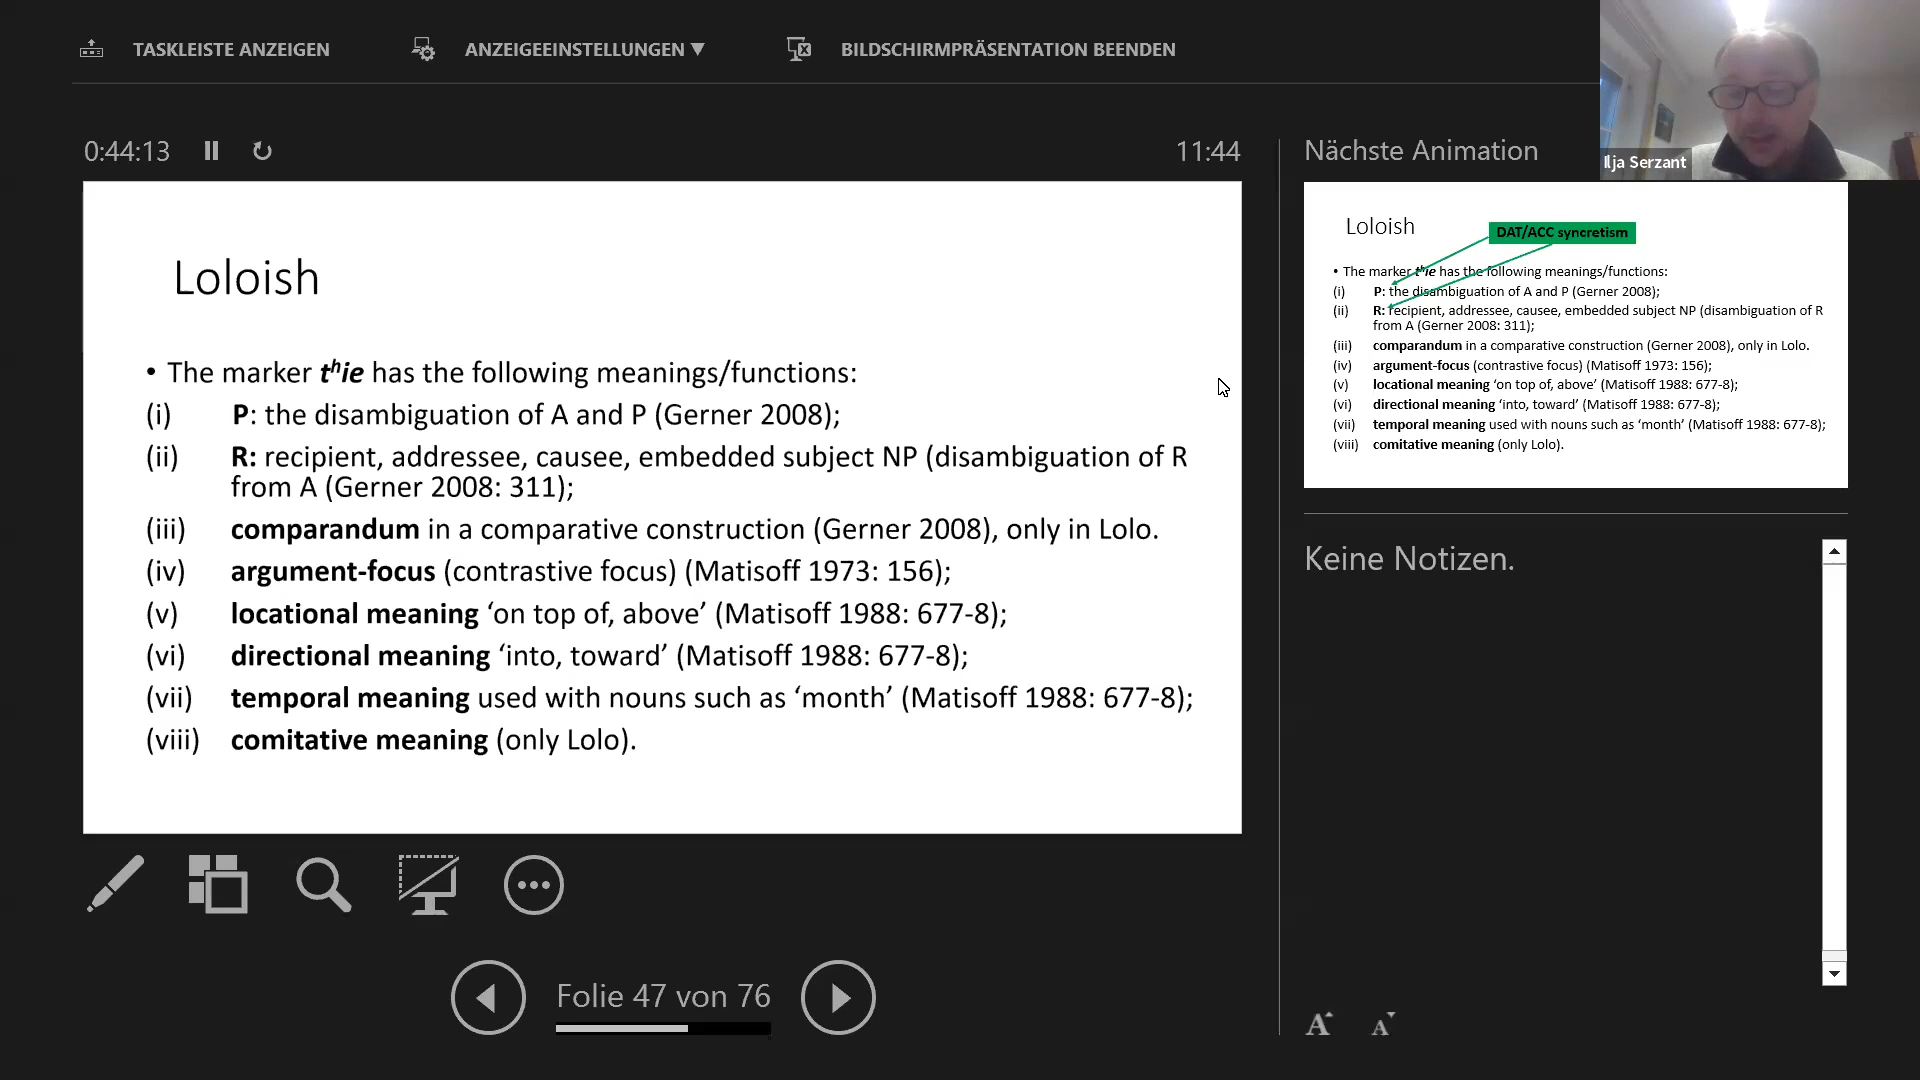 TASKLEISTE ANZEIGEN
ANZEIGEEINSTELLUNGEN ▼
BILDSCHIRMPRÄSENTATION BEENDEN
Ilja Serzant
0:44:13
11:44
Nächste Animation
Loloish
• The marker tʰie has the following meanings/functions:
(i) P: the disambiguation of A and P (Gerner 2008);
(ii) R: recipient, addressee, causee, embedded subject NP (disambiguation of R
from A (Gerner 2008: 311);
(iii) comparandum in a comparative construction (Gerner 2008), only in Lolo.
(iv) argument-focus (contrastive focus) (Matisoff 1973: 156);
(v) locational meaning ‘on top of, above’ (Matisoff 1988: 677-8);
(vi) directional meaning ‘into, toward’ (Matisoff 1988: 677-8);
(vii) temporal meaning used with nouns such as ‘month’ (Matisoff 1988: 677-8);
(viii) comitative meaning (only Lolo).
Loloish
DAT/ACC syncretism
• The marker tʰie has the following meanings/functions:
(i) P: the disambiguation of A and P (Gerner 2008);
(ii) R: recipient, addressee, causee, embedded subject NP (disambiguation of R
from A (Gerner 2008: 311);
(iii) comparandum in a comparative construction (Gerner 2008), only in Lolo.
(iv) argument-focus (contrastive focus) (Matisoff 1973: 156);
(v) locational meaning ‘on top of, above’ (Matisoff 1988: 677-8);
(vi) directional meaning ‘into, toward’ (Matisoff 1988: 677-8);
(vii) temporal meaning used with nouns such as ‘month’ (Matisoff 1988: 677-8);
(viii) comitative meaning (only Lolo).
Keine Notizen.
Folie 47 von 76
A A